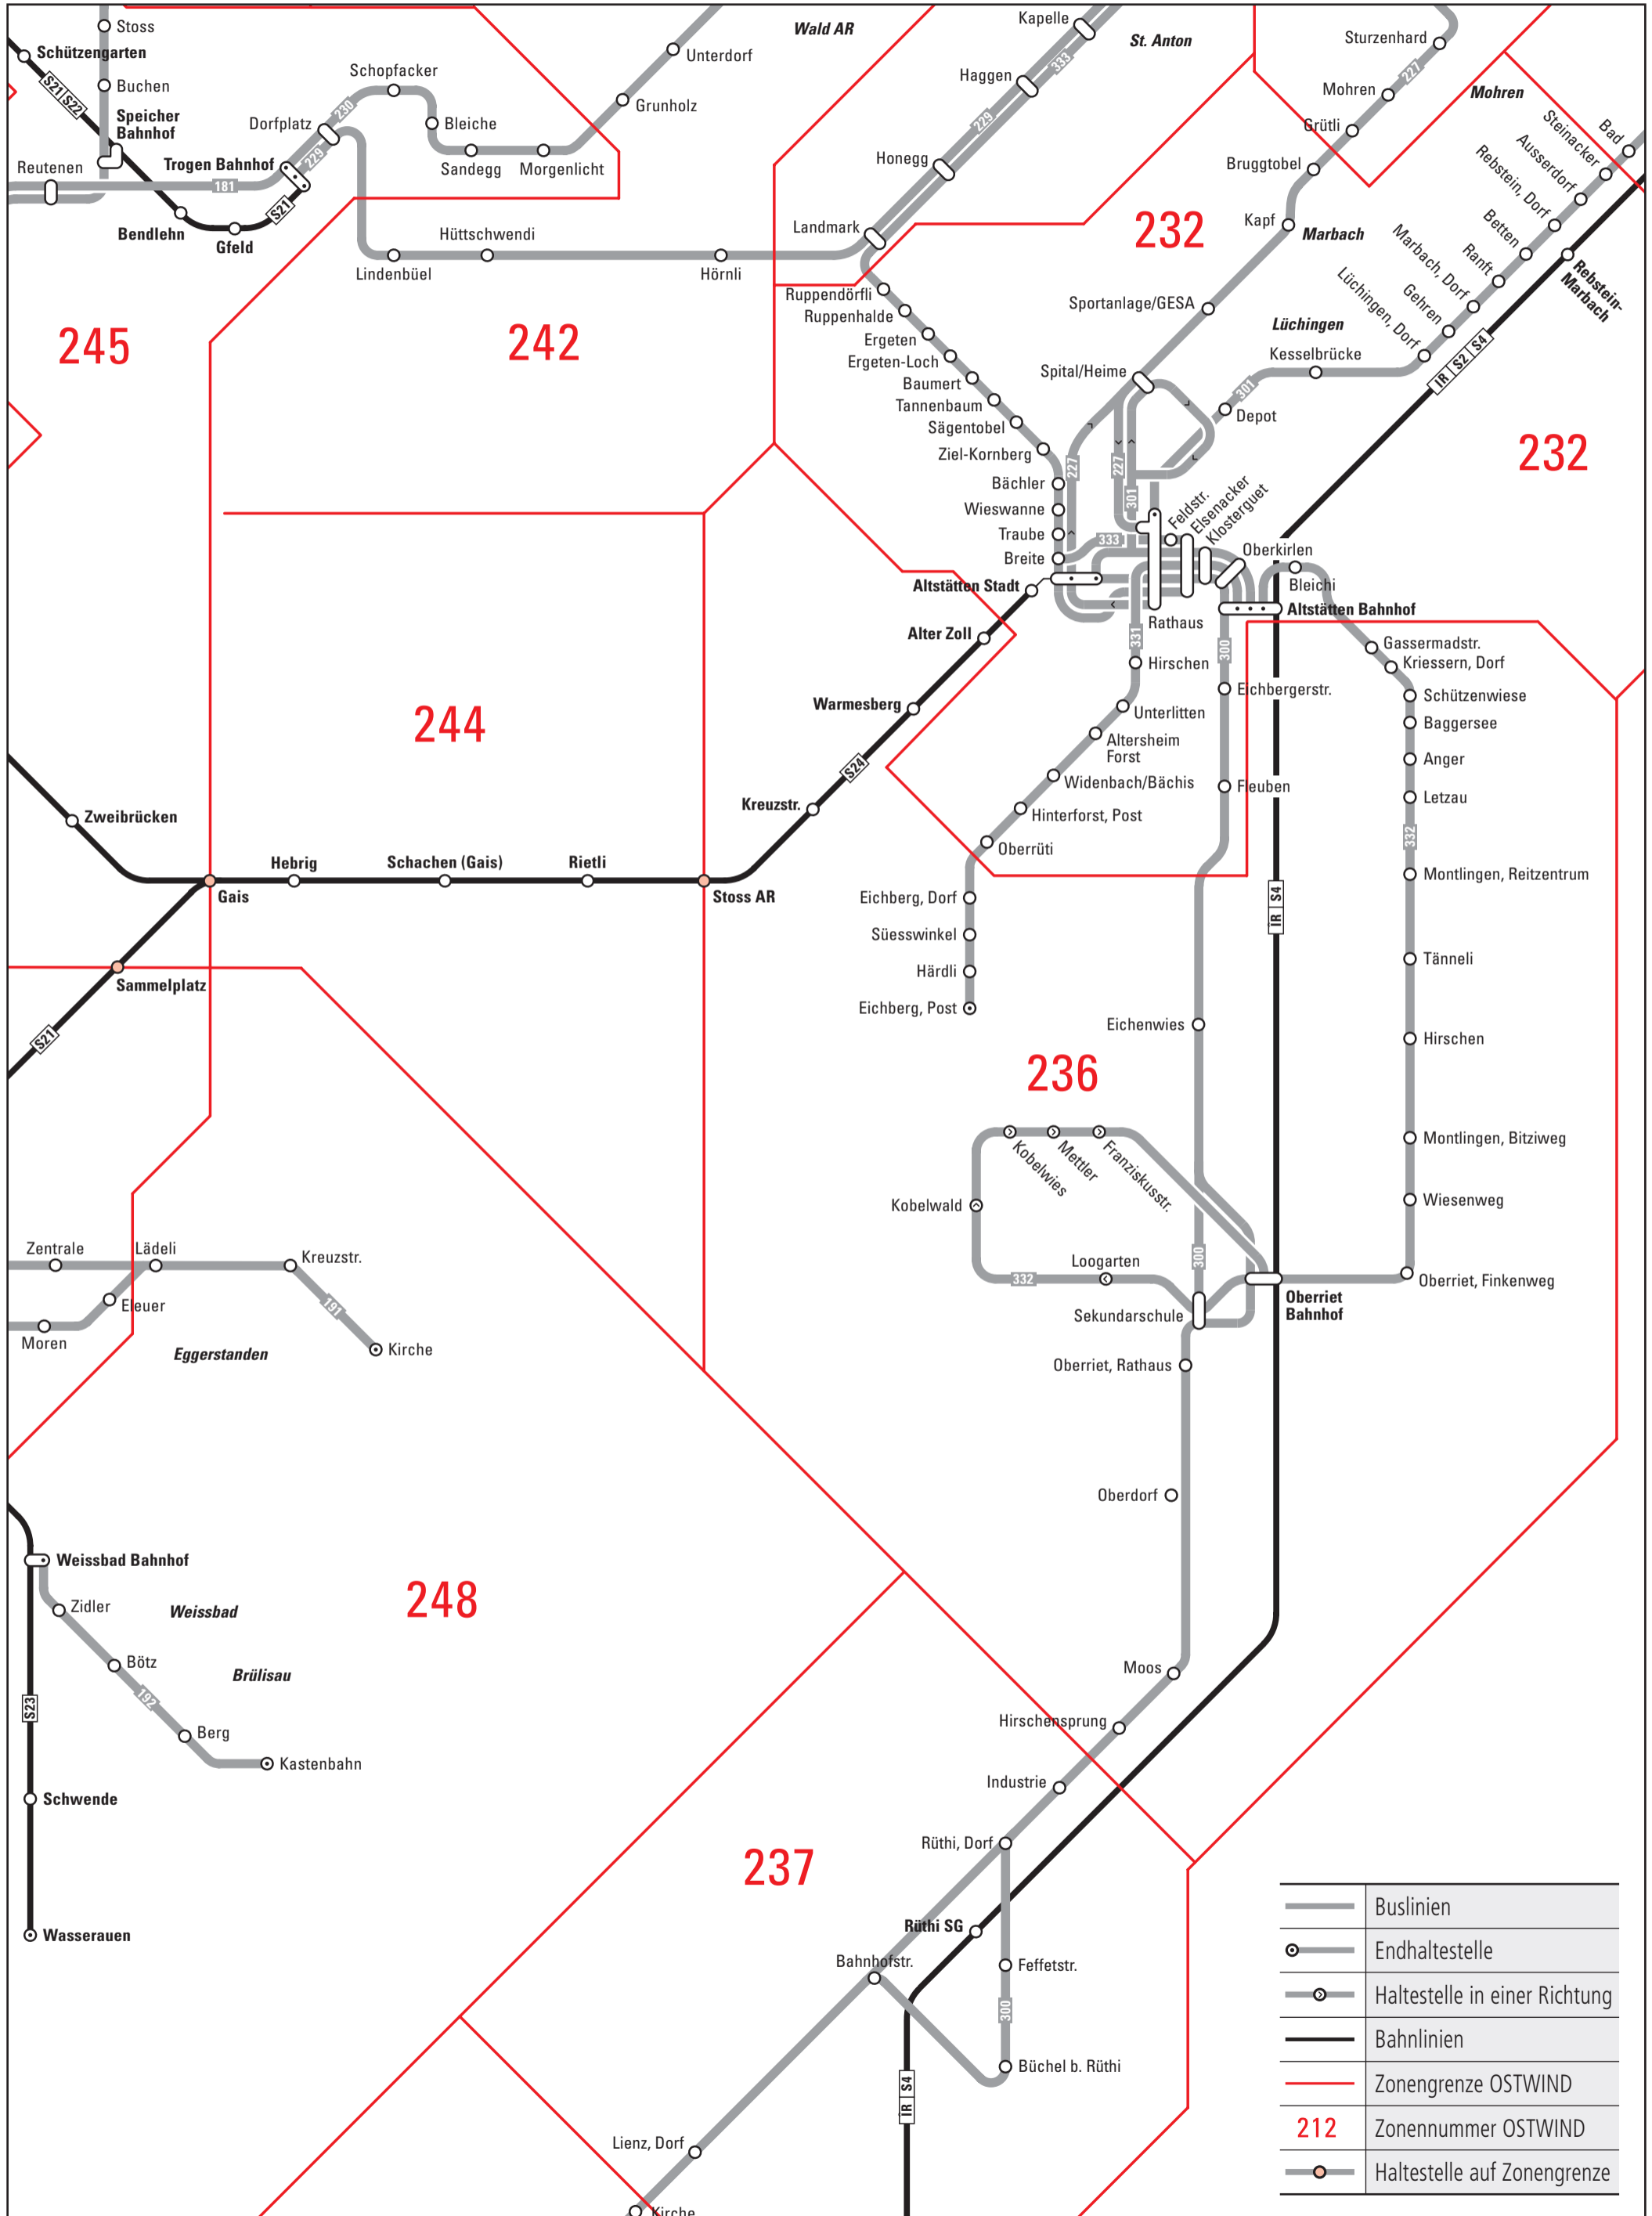 Stoss
Schützengarten
S21 S22
Buchen
Speicher
Bahnhof
Reutenen
181
Bendlehn
Gfeld
S21
Trogen Bahnhof
Dorfplatz
229
230
Schopfacker
Bleiche
Sandegg
Morgenlicht
Grunholz
Unterdorf
Wald AR
Kapelle
St. Anton
333
Haggen
229
Honegg
Landmark
Lindenbüel
Hüttschwendi
Hörnli
Sturzenhard
227
Mohren
Mohren
Grütli
Bruggtobel
Kapf
Marbach
232
Sportanlage/GESA
Spital/Heime
Bad
Steinacker
Ausserdorf
Rebstein, Dorf
Betten
Ranft
Marbach, Dorf
Gehren
Lüchingen, Dorf
Rebstein-
Marbach
Lüchingen
Kesselbrücke
301
Depot
IR S2 S4
232
245
242
Ruppendörfli
Ruppenhalde
Ergeten
Ergeten-Loch
Baumert
Tannenbaum
Sägentobel
Ziel-Kornberg
Bächler
Wieswanne
Traube
Breite
227
227
301
333
Feldstr.
Elsenacker
Klosterguet
Oberkirlen
Bleichi
Altstätten Stadt
Altstätten Bahnhof
Rathaus
Alter Zoll
331
300
Hirschen
Eichbergerstr.
Gassermadstr.
Kriessern, Dorf
Schützenwiese
Baggersee
Anger
Letzau
332
Montlingen, Reitzentrum
Tänneli
Hirschen
Montlingen, Bitziweg
Wiesenweg
Oberriet, Finkenweg
Warmesberg
Unterlitten
Altersheim
Forst
Widenbach/Bächis
Fleuben
Hinterforst, Post
Oberrüti
S24
244
Kreuzstr.
Zweibrücken
Gais
Hebrig
Schachen (Gais)
Rietli
Stoss AR
Eichberg, Dorf
Süesswinkel
Härdli
Eichberg, Post
IR S4
Sammelplatz
S21
Eichenwies
236
Kobelwies
Mettler
Franziskusstr.
Kobelwald
Loogarten
332
300
Sekundarschule
Oberriet
Bahnhof
Oberriet, Rathaus
Zentrale
Lädeli
Kreuzstr.
Eleuer
Moren
191
Kirche
Eggerstanden
Oberdorf
Weissbad Bahnhof
Zidler
Weissbad
248
Bötz
Brülisau
192
Berg
Kastenbahn
S23
Schwende
Wasserauen
Moos
Hirschensprung
Industrie
Rüthi, Dorf
237
Rüthi SG
Bahnhofstr.
Feffetstr.
300
Büchel b. Rüthi
IR S4
Lienz, Dorf
Kirche
Buslinien
Endhaltestelle
Haltestelle in einer Richtung
Bahnlinien
Zonengrenze OSTWIND
212 Zonennummer OSTWIND
Haltestelle auf Zonengrenze